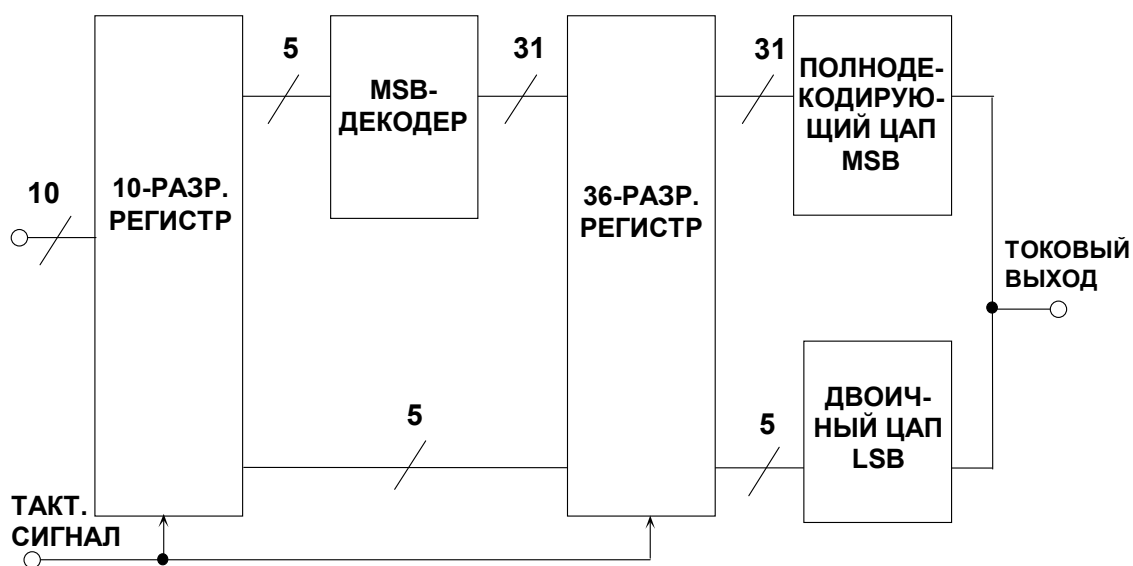 5
MSB-
ДЕКОДЕР
31
31
ПОЛНОДЕ-
КОДИРУЮ-
ЩИЙ ЦАП
MSB
10
10-РАЗР.
РЕГИСТР
36-РАЗР.
РЕГИСТР
ТОКОВЫЙ
ВЫХОД
5
5
ДВОИЧ-
НЫЙ ЦАП
LSB
ТАКТ.
СИГНАЛ